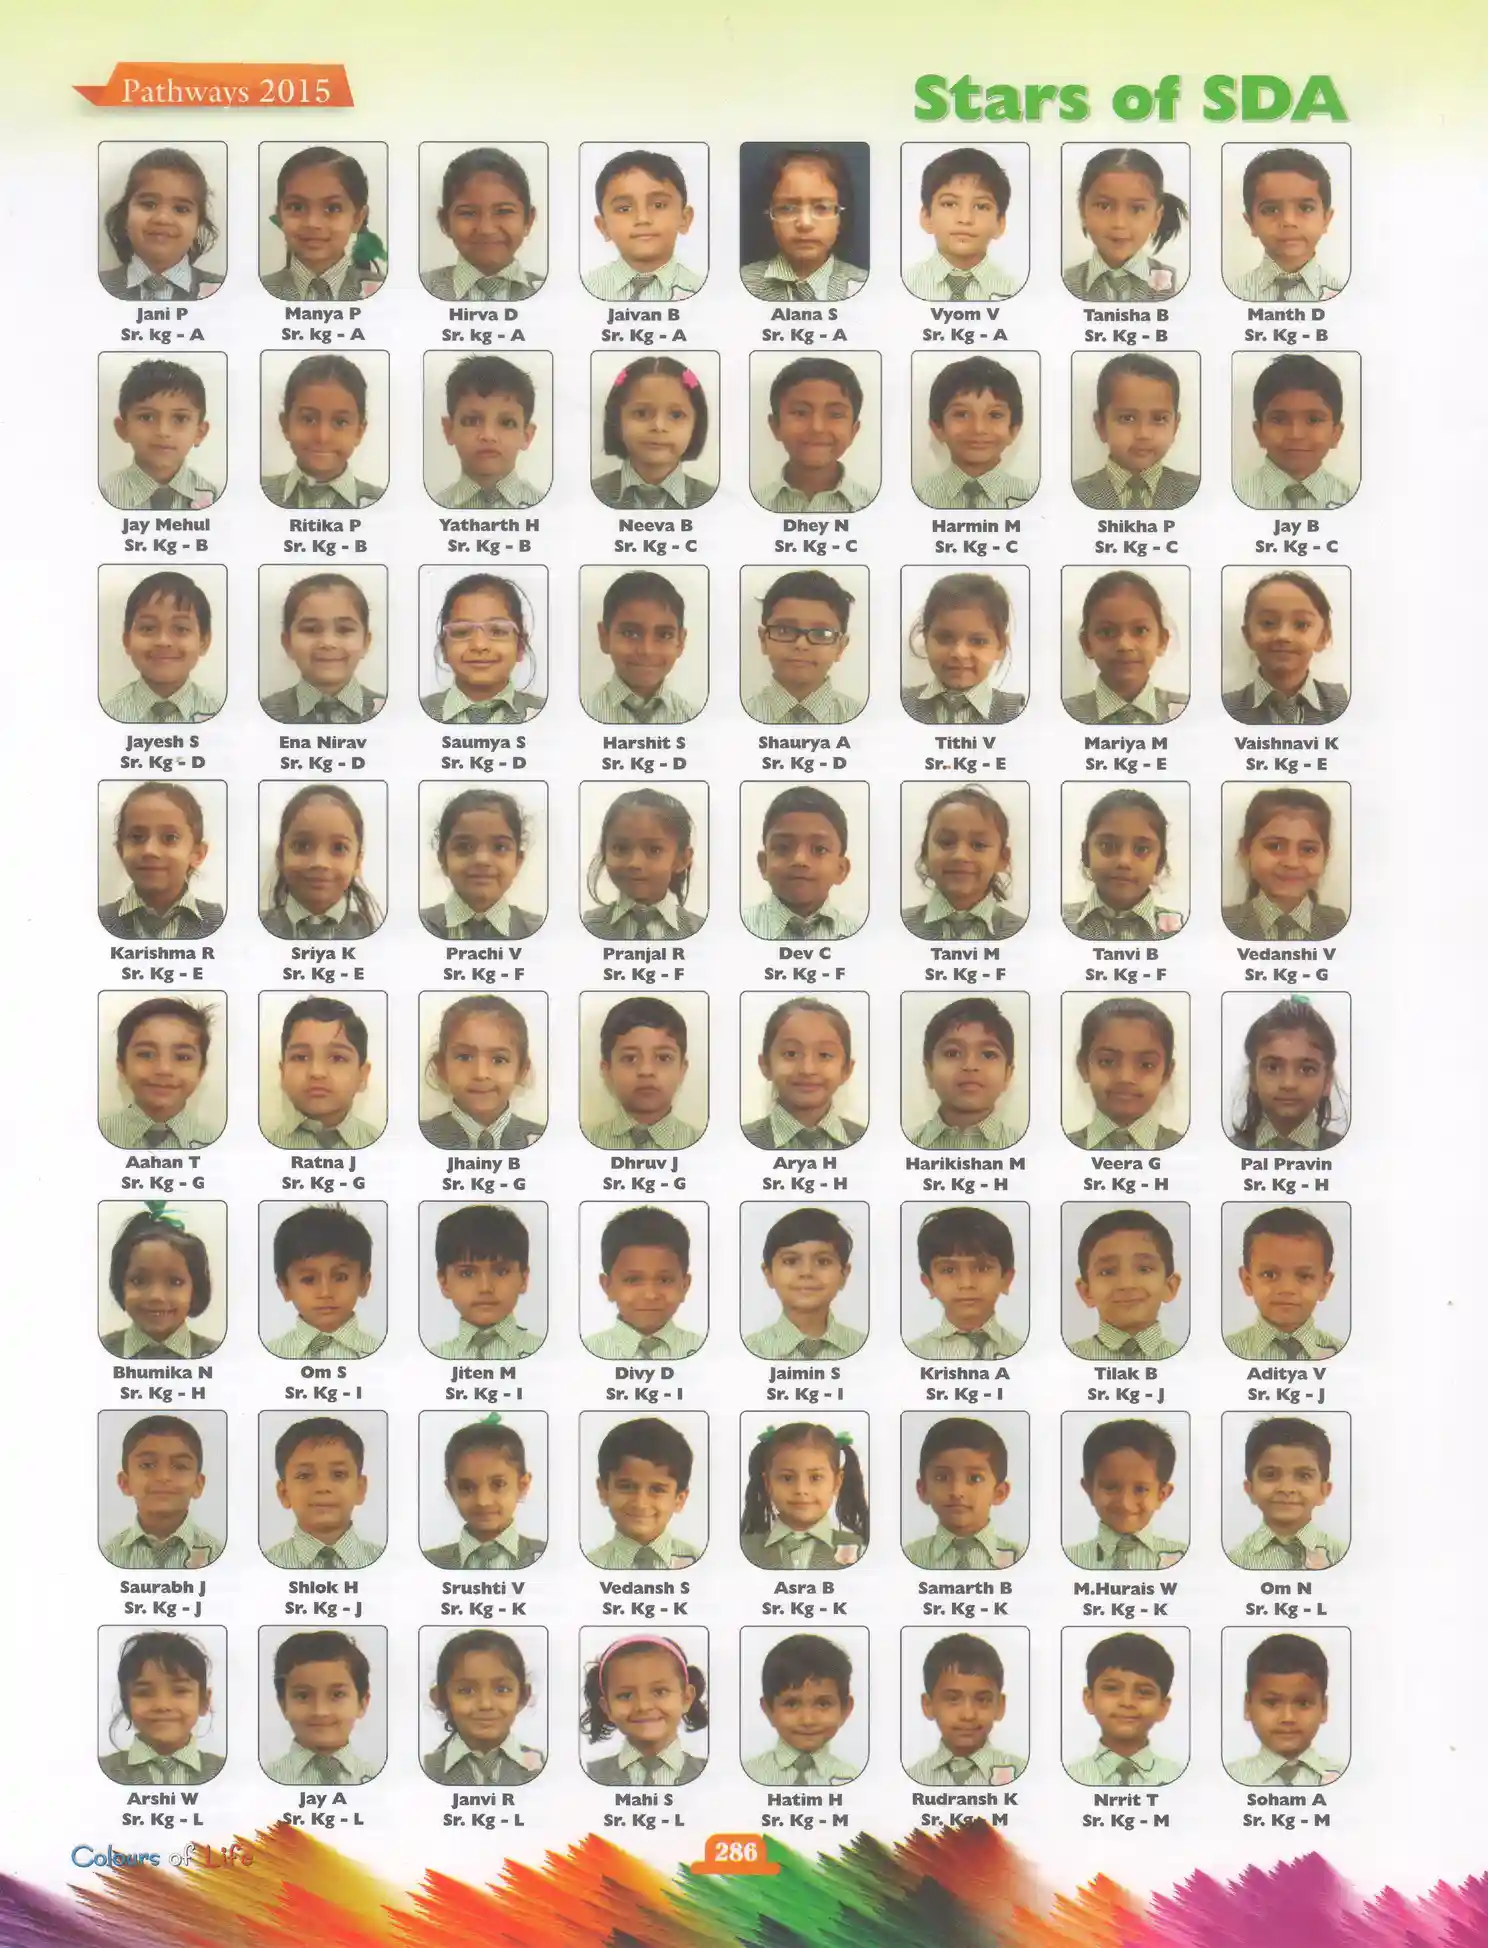 Pathways 2015
Stars of SDA
Jani P Manya P Hirva D Jaivan B Alana S Vyom V Tanisha B Manth D
Sr. kg - A Sr. kg - A Sr. kg - A Sr. Kg - A Sr. Kg - A Sr. Kg - A Sr. Kg - B Sr. Kg - B
Jay Mehul Ritika P Yatharth H Neeva B Dhey N Harmin M Shikha P Jay B
Sr. Kg - B Sr. Kg - B Sr. Kg - B Sr. Kg - C Sr. Kg - C Sr. Kg - C Sr. Kg - C Sr. Kg - C
Jayesh S Ena Nirav Saumya S Harshit S Shaurya A Tithi V Mariya M Vaishnavi K
Sr. Kg - D Sr. Kg - D Sr. Kg - D Sr. Kg - D Sr. Kg - D Sr. Kg - E Sr. Kg - E Sr. Kg - E
Karishma R Sriya K Prachi V Pranjal R Dev C Tanvi M Tanvi B Vedanshi V
Sr. Kg - E Sr. Kg - E Sr. Kg - F Sr. Kg - F Sr. Kg - F Sr. Kg - F Sr. Kg - F Sr. Kg - G
Aahan T Ratna J Jhainy B Dhruv J Arya H Harikishan M Veera G Pal Pravin
Sr. Kg - G Sr. Kg - G Sr. Kg - G Sr. Kg - G Sr. Kg - H Sr. Kg - H Sr. Kg - H Sr. Kg - H
Bhumika N Om S Jiten M Divy D Jaimin S Krishna A Tilak B Aditya V
Sr. Kg - H Sr. Kg - I Sr. Kg - I Sr. Kg - I Sr. Kg - I Sr. Kg - I Sr. Kg - J Sr. Kg - J
Saurabh J Shlok H Srushti V Vedansh S Asra B Samarth B M.Hurais W Om N
Sr. Kg - J Sr. Kg - J Sr. Kg - K Sr. Kg - K Sr. Kg - K Sr. Kg - K Sr. Kg - K Sr. Kg - L
Arshi W Jay A Janvi R Mahi S Hatim H Rudransh K Nrrit T Soham A
Sr. Kg - L Sr. Kg - L Sr. Kg - L Sr. Kg - L Sr. Kg - M Sr. Kg - M Sr. Kg - M Sr. Kg - M
Colours of Life
286